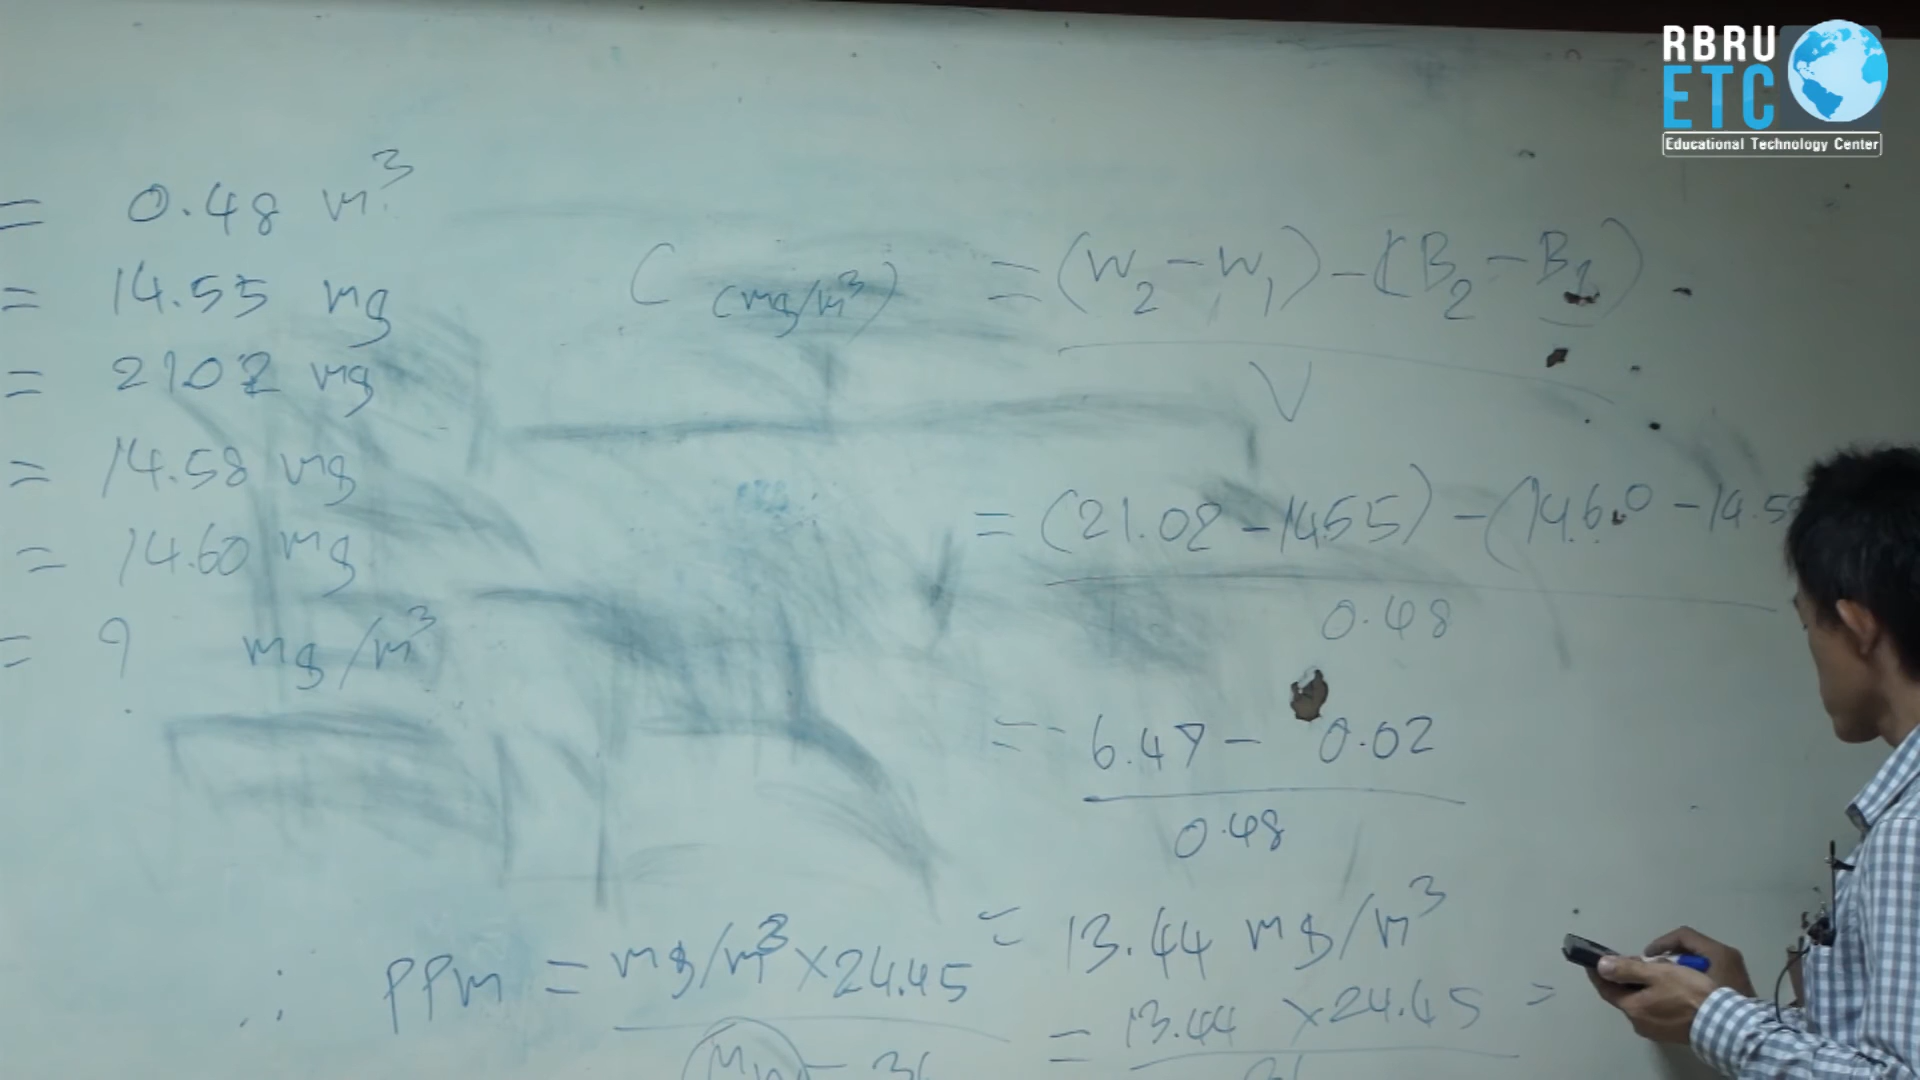 RBRU
ETC
Educational Technology Center
= 0.48 m³
= 14.55 mg
= 21.02 mg
= 14.58 mg
= 14.60 mg
= ? mg/m³
C (mg/m³) = (W₂ - W₁) - (B₂ - B₁)
V
= (21.02 - 14.55) - (14.60 - 14.5
0.48
= 6.47 - 0.02
0.48
= 13.44 mg/m³
∴ PPm = mg/m³ × 24.45
= 13.44 × 24.45 =